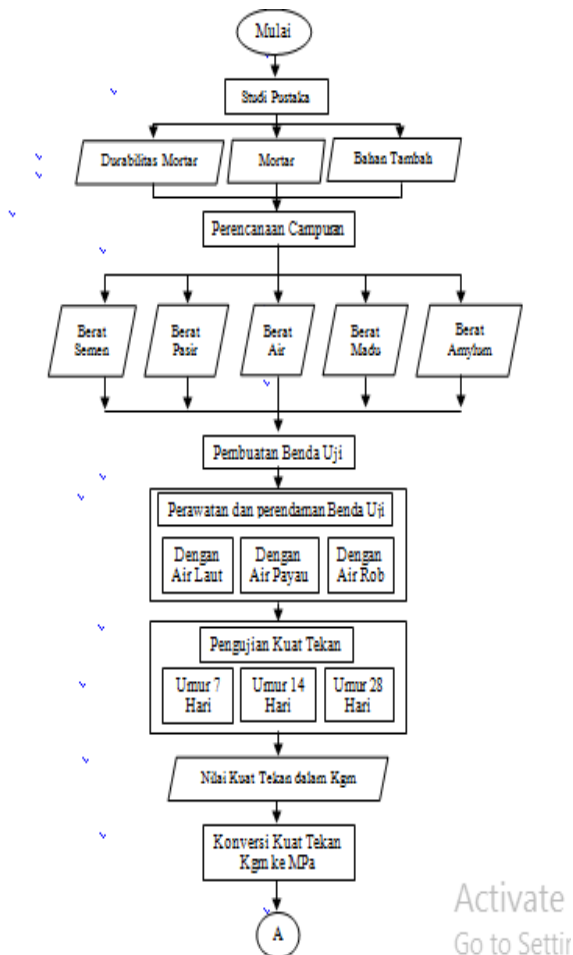 Mulai
Studi Pustaka
Durabilitas Mortar
Mortar
Bahan Tambah
Perencanaan Campuran
Berat
Semen
Berat
Pasir
Berat
Air
Berat
Madu
Berat
Amylum
Pembuatan Benda Uji
Perawatan dan perendaman Benda Uji
Dengan
Air Laut
Dengan
Air Payau
Dengan
Air Rob
Pengujian Kuat Tekan
Umur 7
Hari
Umur 14
Hari
Umur 28
Hari
Nilai Kuat Tekan dalam Kgm
Konversi Kuat Tekan
Kgm ke MPa
A
Activate
Go to Settin